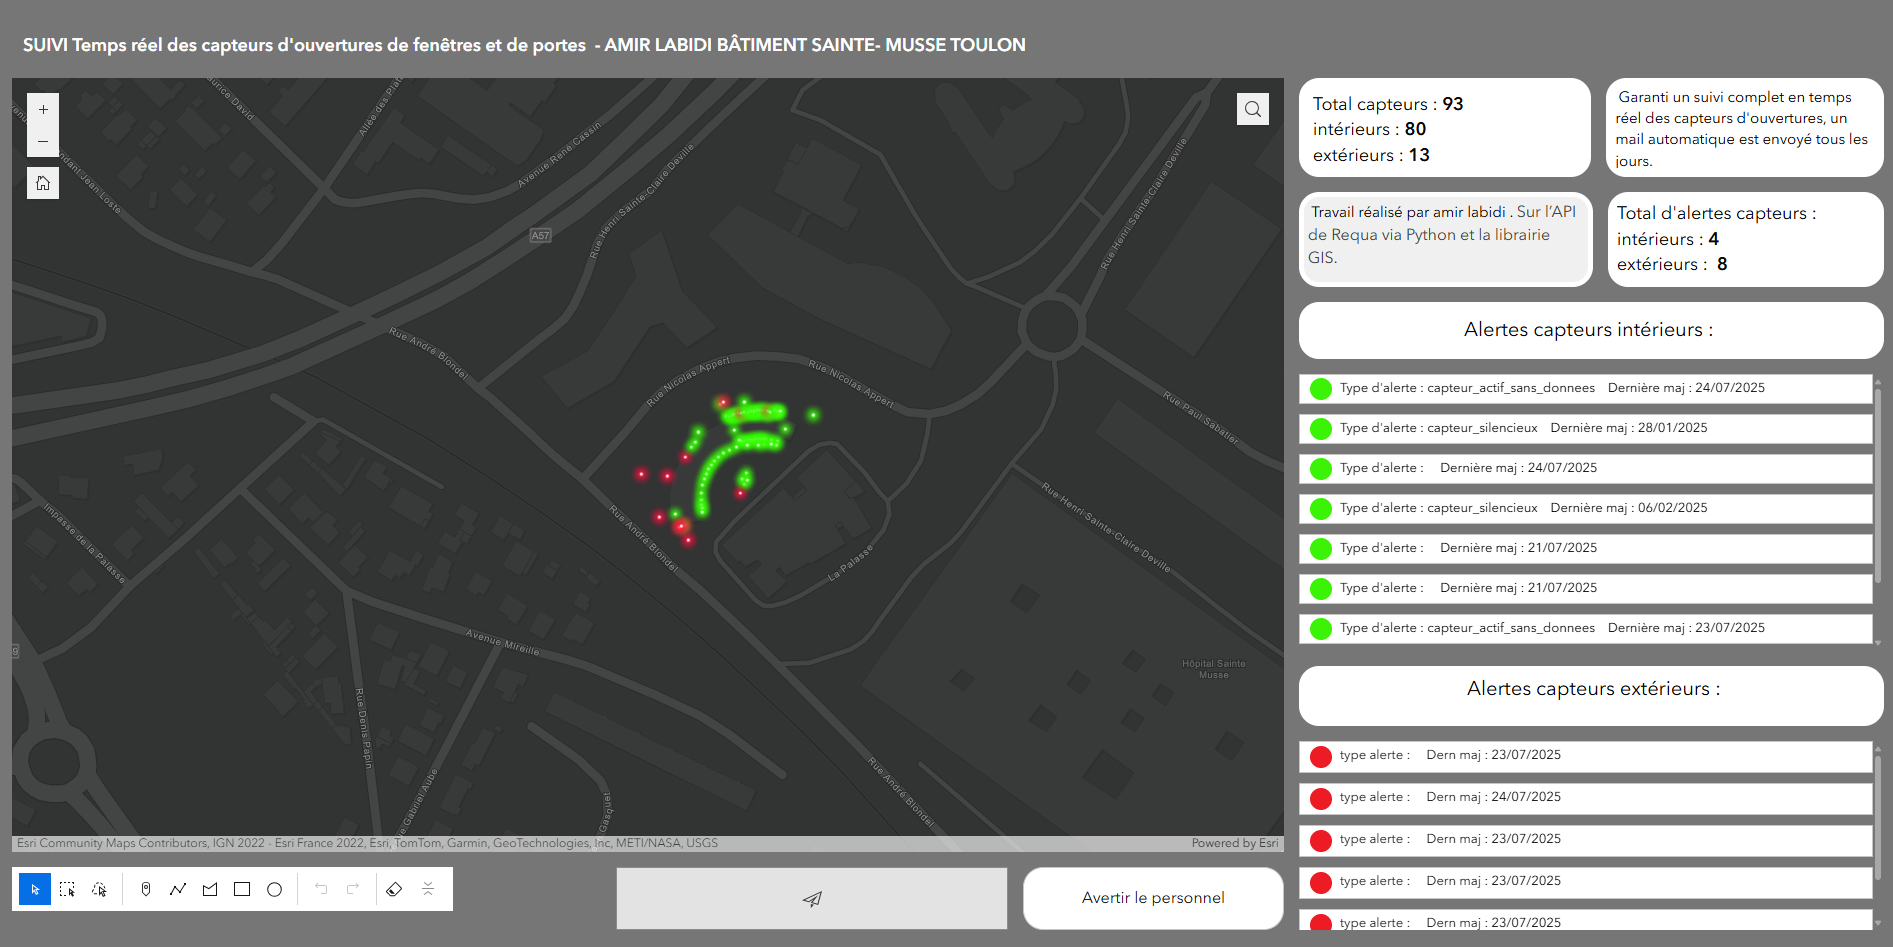 SUIVI Temps réel des capteurs d'ouvertures de fenêtres et de portes - AMIR LABIDI BÂTIMENT SAINTE- MUSSE TOULON
Total capteurs : 93
intérieurs : 80
extérieurs : 13
Garanti un suivi complet en temps
réel des capteurs d'ouvertures, un
mail automatique est envoyé tous les
jours.
Travail réalisé par amir labidi . Sur l'API
de Requa via Python et la librairie
GIS.
Total d'alertes capteurs :
intérieurs : 4
extérieurs : 8
Alertes capteurs intérieurs :
Type d'alerte : capteur_actif_sans_donnees Dernière maj : 24/07/2025
Type d'alerte : capteur_silencieux Dernière maj : 28/01/2025
Type d'alerte : Dernière maj : 24/07/2025
Type d'alerte : capteur_silencieux Dernière maj : 06/02/2025
Type d'alerte : Dernière maj : 21/07/2025
Type d'alerte : Dernière maj : 21/07/2025
Type d'alerte : capteur_actif_sans_donnees Dernière maj : 23/07/2025
Alertes capteurs extérieurs :
type alerte : Dern maj : 23/07/2025
type alerte : Dern maj : 24/07/2025
type alerte : Dern maj : 23/07/2025
type alerte : Dern maj : 23/07/2025
type alerte : Dern maj : 23/07/2025
Jean Loste
Avenue René Cassin
Rue Henri Sainte-Claire Deville
A57
Rue Henri Sainte-Claire Deville
Rue André Blondel
Rue Nicolas Appert
Rue Nicolas Appert
Rue Paul Sabatier
Rue Henri Sainte-Claire Deville
Rue André Blondel
La Palasse
Impasse de la Palasse
Avenue Mireille
Hôpital Sainte
Musse
Rue Denis Papin
Gabriel Aube
Rue André Blondel
Esri Community Maps Contributors, IGN 2022 - Esri France 2022, Esri, TomTom, Garmin, GeoTechnologies, Inc, METI/NASA, USGS
Powered by Esri
Avertir le personnel